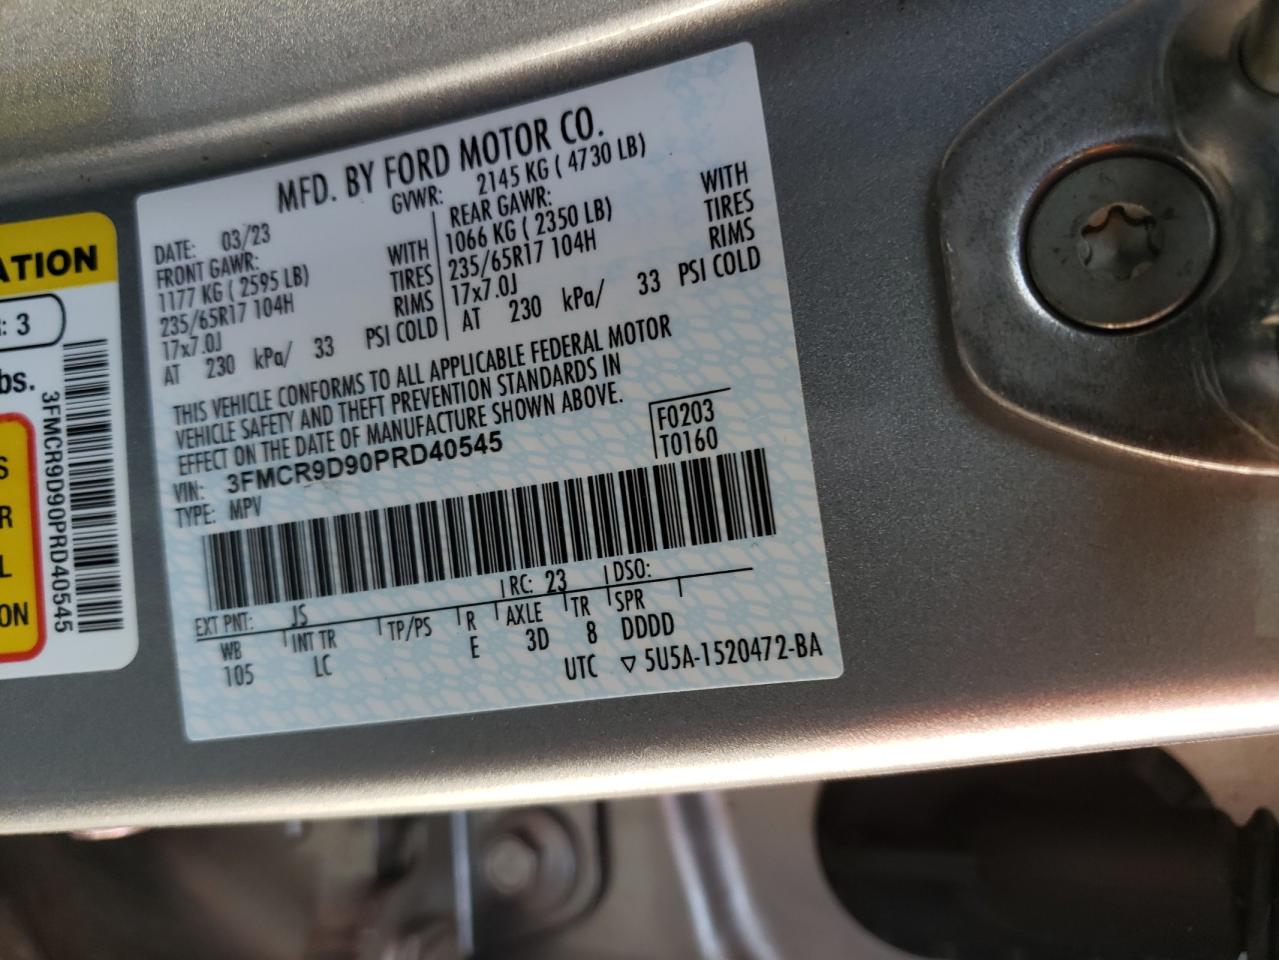 MFD. BY FORD MOTOR CO.
DATE: 03/23 GVWR: 2145 KG ( 4730 LB)
FRONT GAWR: REAR GAWR:
1177 KG ( 2595 LB) WITH 1066 KG ( 2350 LB) WITH
235/65R17 104H TIRES 235/65R17 104H TIRES
17x7.0J RIMS 17x7.0J RIMS
AT 230 kPa/ 33 PSI COLD AT 230 kPa/ 33 PSI COLD
THIS VEHICLE CONFORMS TO ALL APPLICABLE FEDERAL MOTOR
VEHICLE SAFETY AND THEFT PREVENTION STANDARDS IN
EFFECT ON THE DATE OF MANUFACTURE SHOWN ABOVE.
VIN: 3FMCR9D90PRD40545 F0203
TYPE: MPV T0160
EXT PNT: JS RC: 23 DSO:
WB INT TR TP/PS R AXLE TR SPR
105 LC E 3D 8 DDDD
UTC ▽ 5U5A-1520472-BA
ATION
: 3
bs.
3FMCR9D90PRD40545
S
R
L
ON